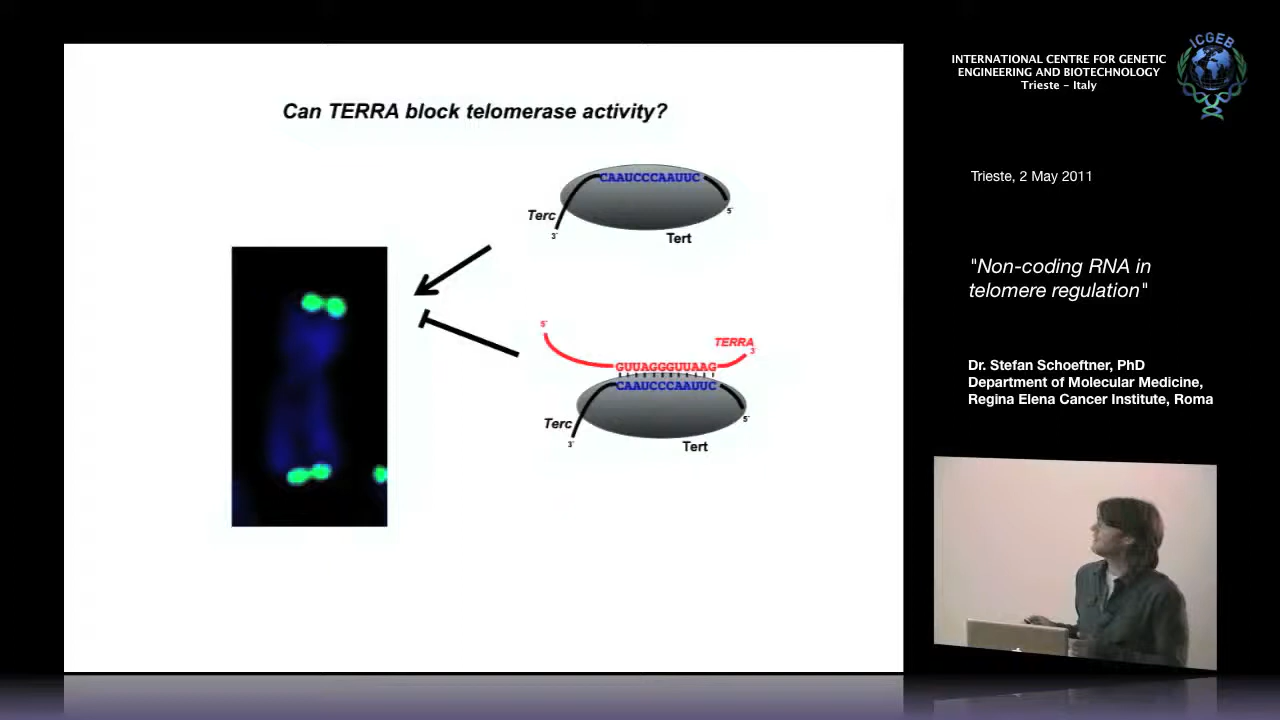 Can TERRA block telomerase activity?
CAAUCCCAAUUC
Terc
3´
5´
Tert
5´
TERRA
3´
GUUAGGGUUAAG
CAAUCCCAAUUC
Terc
3´
5´
Tert
ICGEB
INTERNATIONAL CENTRE FOR GENETIC
ENGINEERING AND BIOTECHNOLOGY
Trieste - Italy
Trieste, 2 May 2011
"Non-coding RNA in
telomere regulation"
Dr. Stefan Schoeftner, PhD
Department of Molecular Medicine,
Regina Elena Cancer Institute, Roma